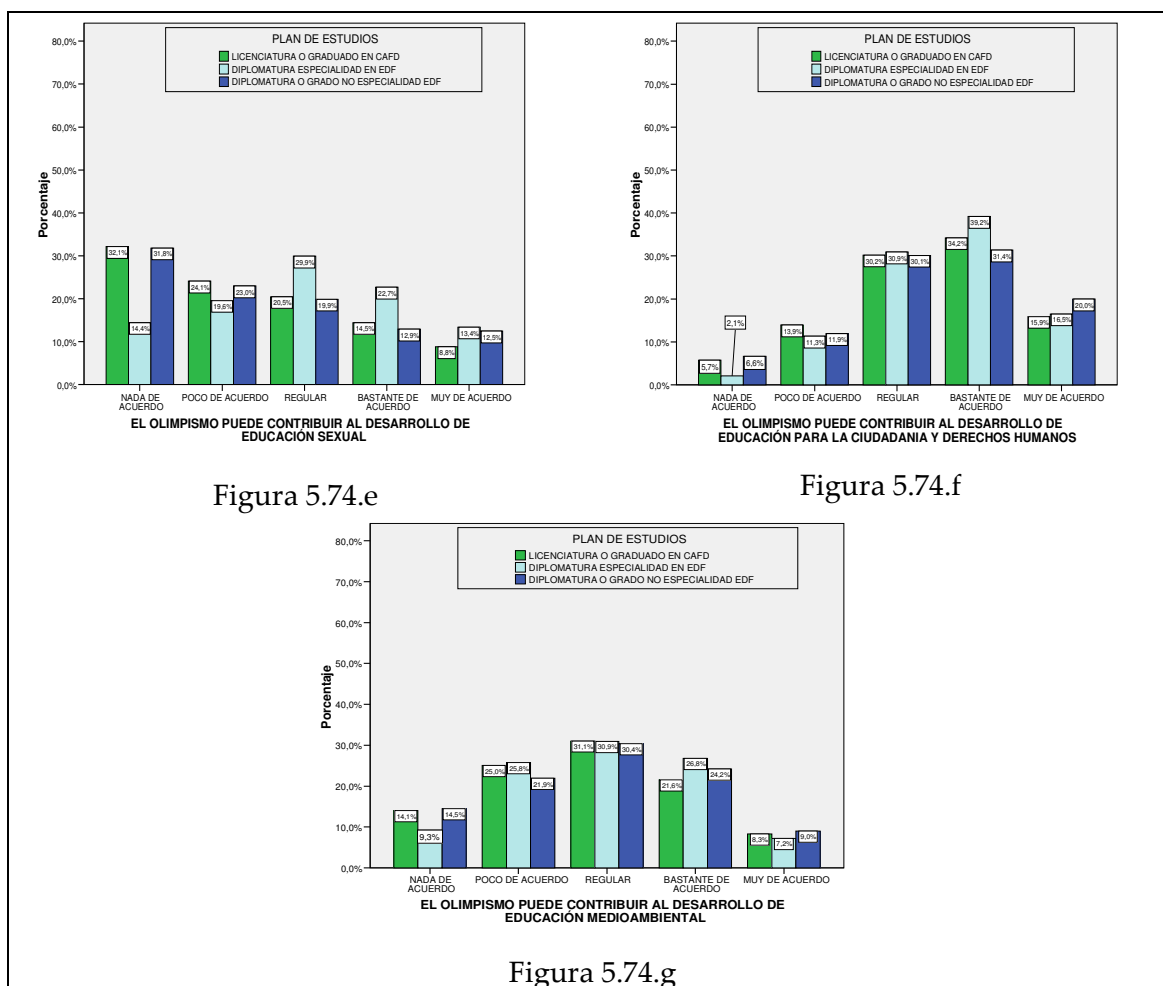 PLAN DE ESTUDIOS
LICENCIATURA O GRADUADO EN CAFD
DIPLOMATURA ESPECIALIDAD EN EDF
DIPLOMATURA O GRADO NO ESPECIALIDAD EDF
80,0%
70,0%
60,0%
50,0%
40,0%
30,0%
20,0%
10,0%
0,0%
Porcentaje
32,1%
14,4%
31,8%
24,1%
19,6%
23,0%
20,5%
29,9%
19,9%
14,5%
22,7%
12,9%
8,8%
13,4%
12,5%
NADA DE
ACUERDO
POCO DE ACUERDO
REGULAR
BASTANTE DE
ACUERDO
MUY DE ACUERDO
EL OLIMPISMO PUEDE CONTRIBUIR AL DESARROLLO DE
EDUCACIÓN SEXUAL
Figura 5.74.e
PLAN DE ESTUDIOS
LICENCIATURA O GRADUADO EN CAFD
DIPLOMATURA ESPECIALIDAD EN EDF
DIPLOMATURA O GRADO NO ESPECIALIDAD EDF
80,0%
70,0%
60,0%
50,0%
40,0%
30,0%
20,0%
10,0%
0,0%
Porcentaje
5,7%
2,1%
6,6%
13,9%
11,3%
11,9%
30,2%
30,9%
30,1%
34,2%
39,2%
31,4%
15,9%
16,5%
20,0%
NADA DE
ACUERDO
POCO DE ACUERDO
REGULAR
BASTANTE DE
ACUERDO
MUY DE ACUERDO
EL OLIMPISMO PUEDE CONTRIBUIR AL DESARROLLO DE
EDUCACIÓN PARA LA CIUDADANIA Y DERECHOS HUMANOS
Figura 5.74.f
PLAN DE ESTUDIOS
LICENCIATURA O GRADUADO EN CAFD
DIPLOMATURA ESPECIALIDAD EN EDF
DIPLOMATURA O GRADO NO ESPECIALIDAD EDF
80,0%
70,0%
60,0%
50,0%
40,0%
30,0%
20,0%
10,0%
0,0%
Porcentaje
14,1%
9,3%
14,5%
25,0%
25,8%
21,9%
31,1%
30,9%
30,4%
21,6%
26,8%
24,2%
8,3%
7,2%
9,0%
NADA DE
ACUERDO
POCO DE ACUERDO
REGULAR
BASTANTE DE
ACUERDO
MUY DE ACUERDO
EL OLIMPISMO PUEDE CONTRIBUIR AL DESARROLLO DE
EDUCACIÓN MEDIOAMBIENTAL
Figura 5.74.g